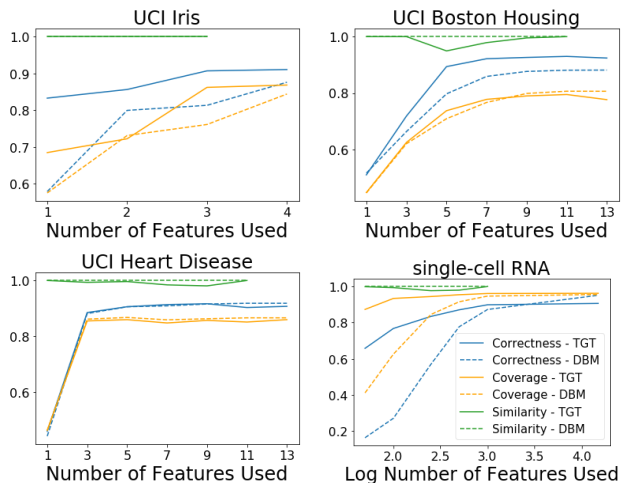 UCI Iris
1.0
0.9
0.8
0.7
0.6
1 2 3 4
Number of Features Used
UCI Boston Housing
1.0
0.8
0.6
1 3 5 7 9 11 13
Number of Features Used
UCI Heart Disease
1.0
0.8
0.6
1 3 5 7 9 11 13
Number of Features Used
single-cell RNA
1.0
0.8
0.6
0.4
0.2
2.0 2.5 3.0 3.5 4.0
Correctness - TGT
Correctness - DBM
Coverage - TGT
Coverage - DBM
Similarity - TGT
Similarity - DBM
Log Number of Features Used